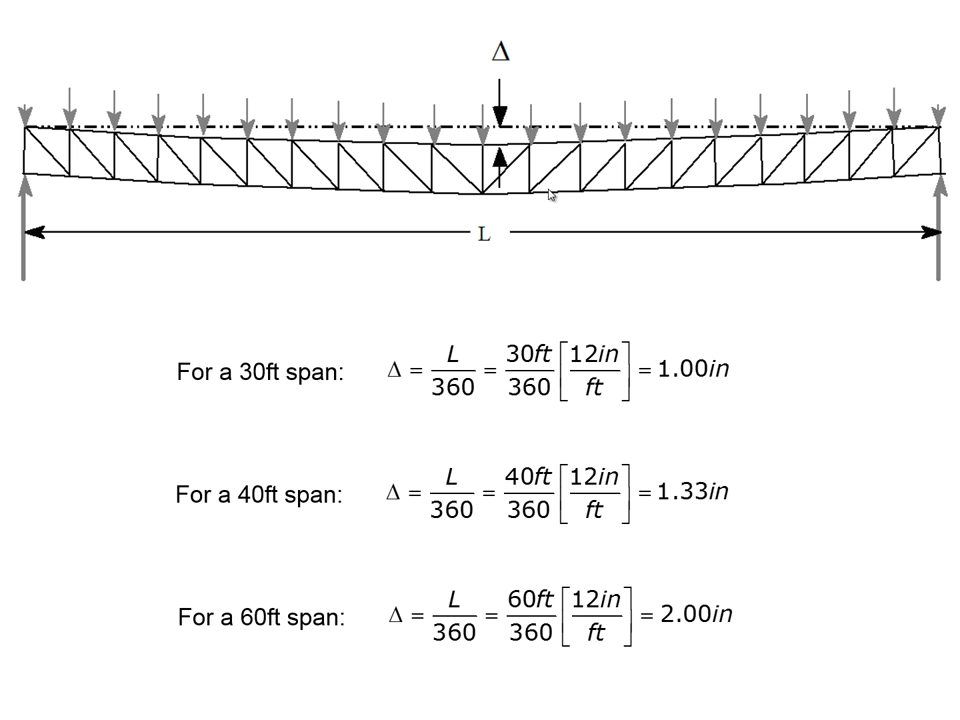 Δ
L
For a 30ft span: Δ = L/360 = 30ft/360 [12in/ft] = 1.00in
For a 40ft span: Δ = L/360 = 40ft/360 [12in/ft] = 1.33in
For a 60ft span: Δ = L/360 = 60ft/360 [12in/ft] = 2.00in